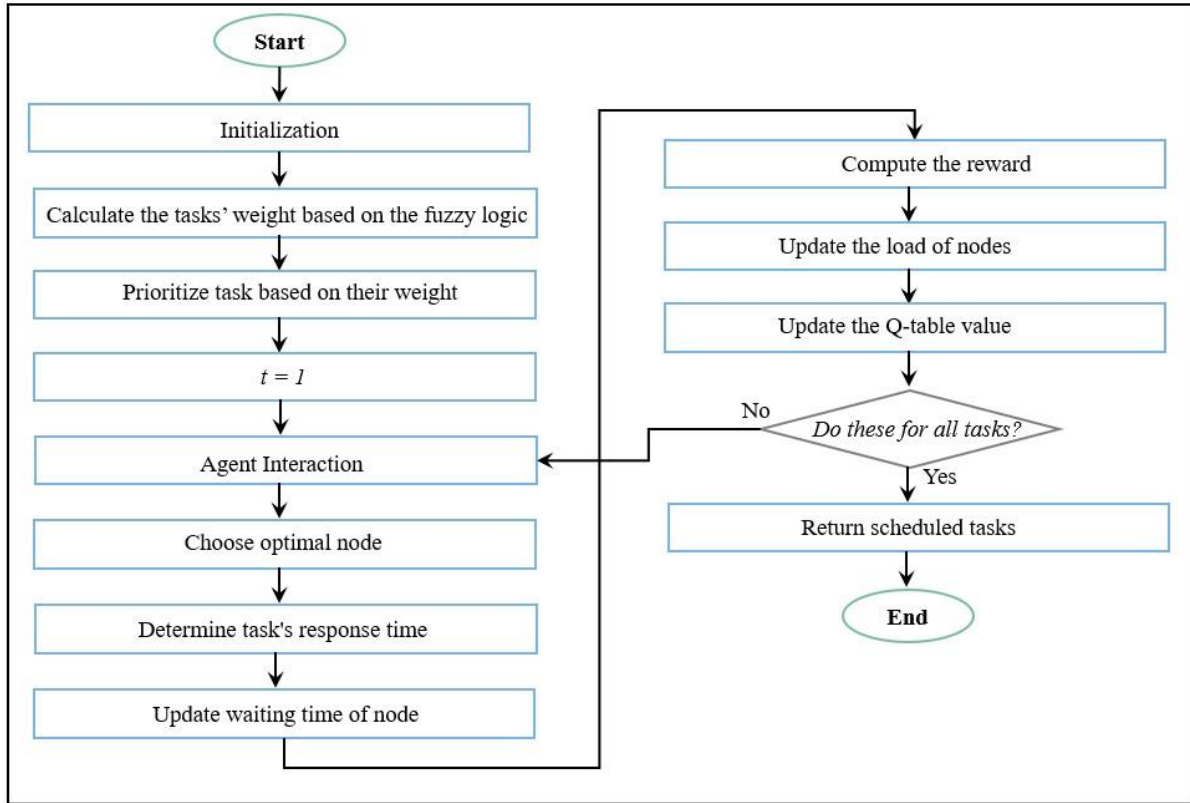 Start
Initialization
Calculate the tasks’ weight based on the fuzzy logic
Prioritize task based on their weight
t = 1
Agent Interaction
Choose optimal node
Determine task's response time
Update waiting time of node
Compute the reward
Update the load of nodes
Update the Q-table value
Do these for all tasks?
No
Yes
Return scheduled tasks
End